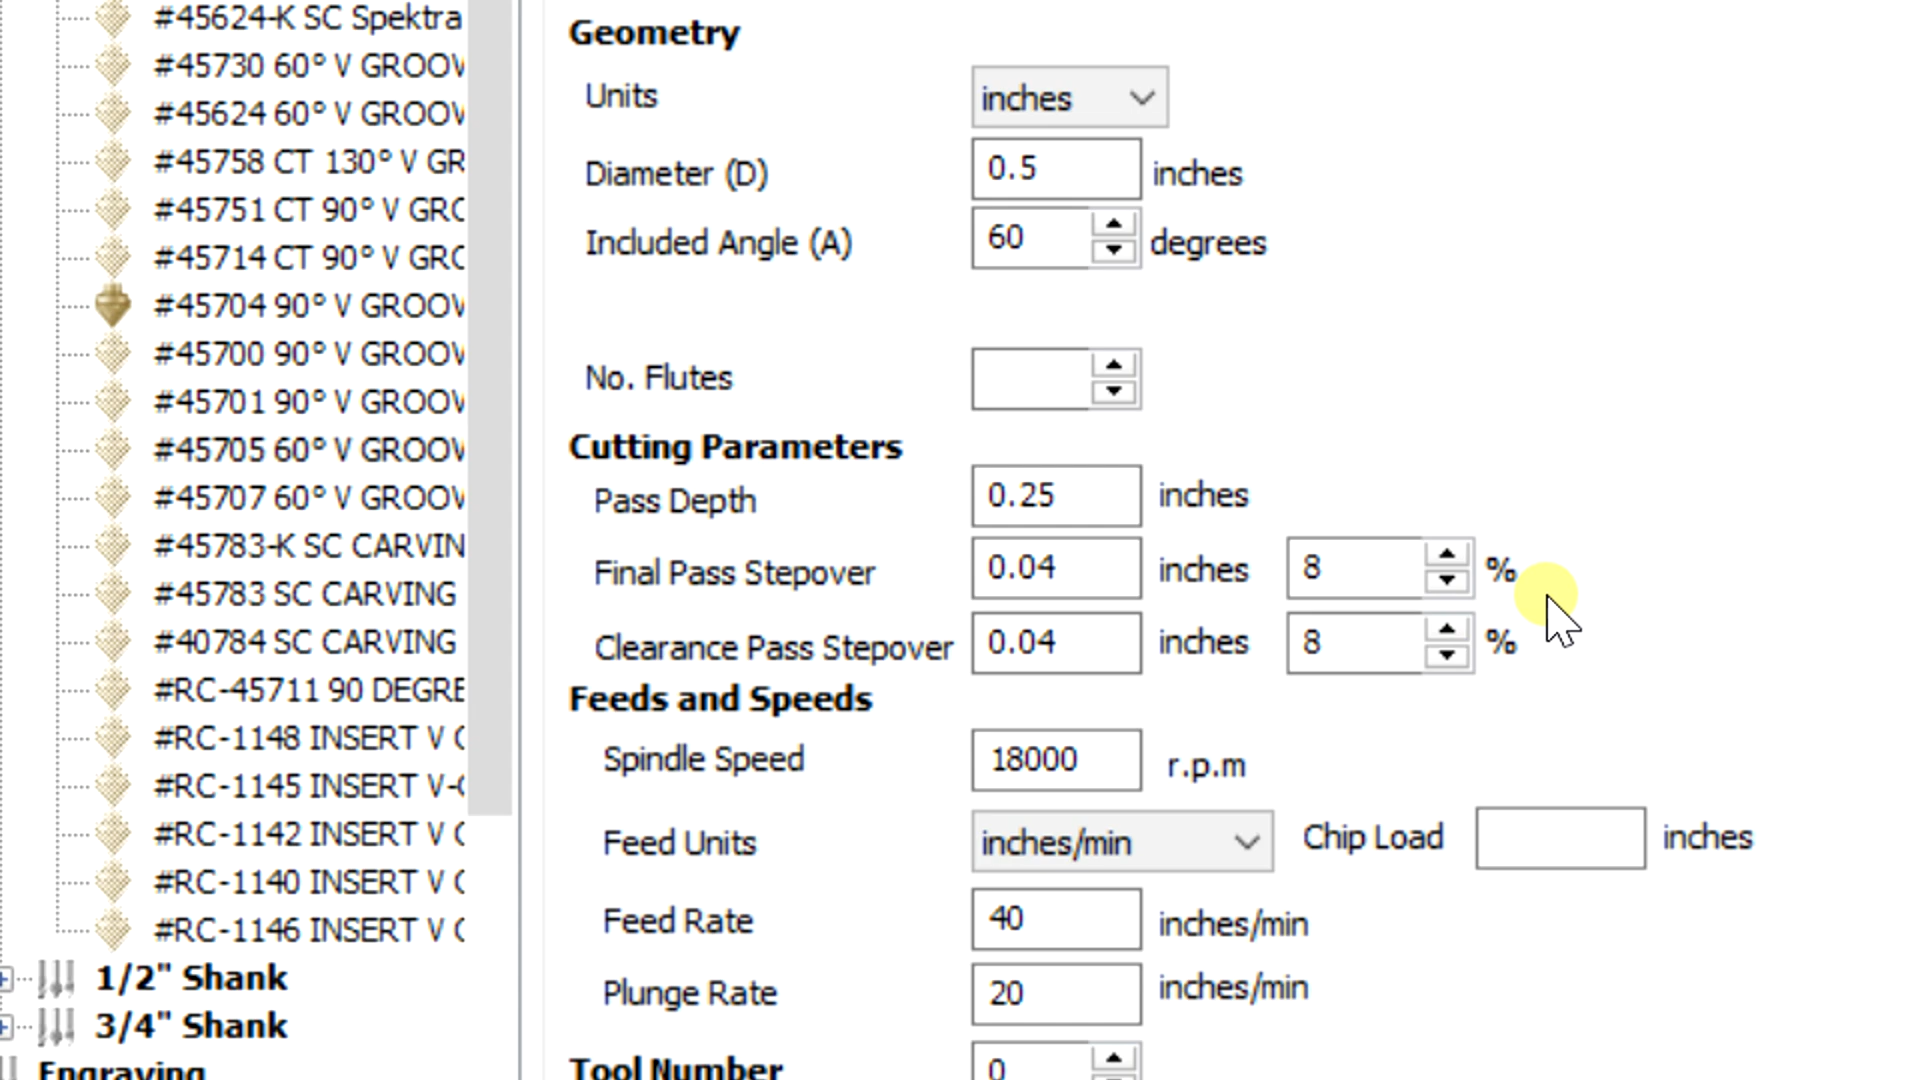 #45624-K SC Spektra
#45730 60° V GROOV
#45624 60° V GROOV
#45758 CT 130° V GR
#45751 CT 90° V GRO
#45714 CT 90° V GRO
#45704 90° V GROOV
#45700 90° V GROOV
#45701 90° V GROOV
#45705 60° V GROOV
#45707 60° V GROOV
#45783-K SC CARVIN
#45783 SC CARVING
#40784 SC CARVING
#RC-45711 90 DEGRE
#RC-1148 INSERT V G
#RC-1145 INSERT V-G
#RC-1142 INSERT V G
#RC-1140 INSERT V G
#RC-1146 INSERT V G
1/2" Shank
3/4" Shank
Engraving
Geometry
Units inches
Diameter (D) 0.5 inches
Included Angle (A) 60 degrees
No. Flutes
Cutting Parameters
Pass Depth 0.25 inches
Final Pass Stepover 0.04 inches 8 %
Clearance Pass Stepover 0.04 inches 8 %
Feeds and Speeds
Spindle Speed 18000 r.p.m
Feed Units inches/min Chip Load inches
Feed Rate 40 inches/min
Plunge Rate 20 inches/min
Tool Number 0